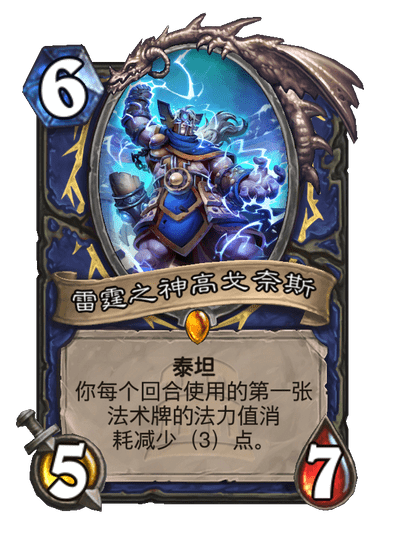 6
雷霆之神高戈奈斯
泰坦
你每个回合使用的第一张
法术牌的法力值消
耗减少（3）点。
5
7